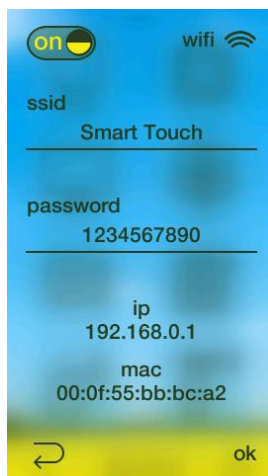 on
wifi
ssid
Smart Touch
password
1234567890
ip
192.168.0.1
mac
00:0f:55:bb:bc:a2
ok